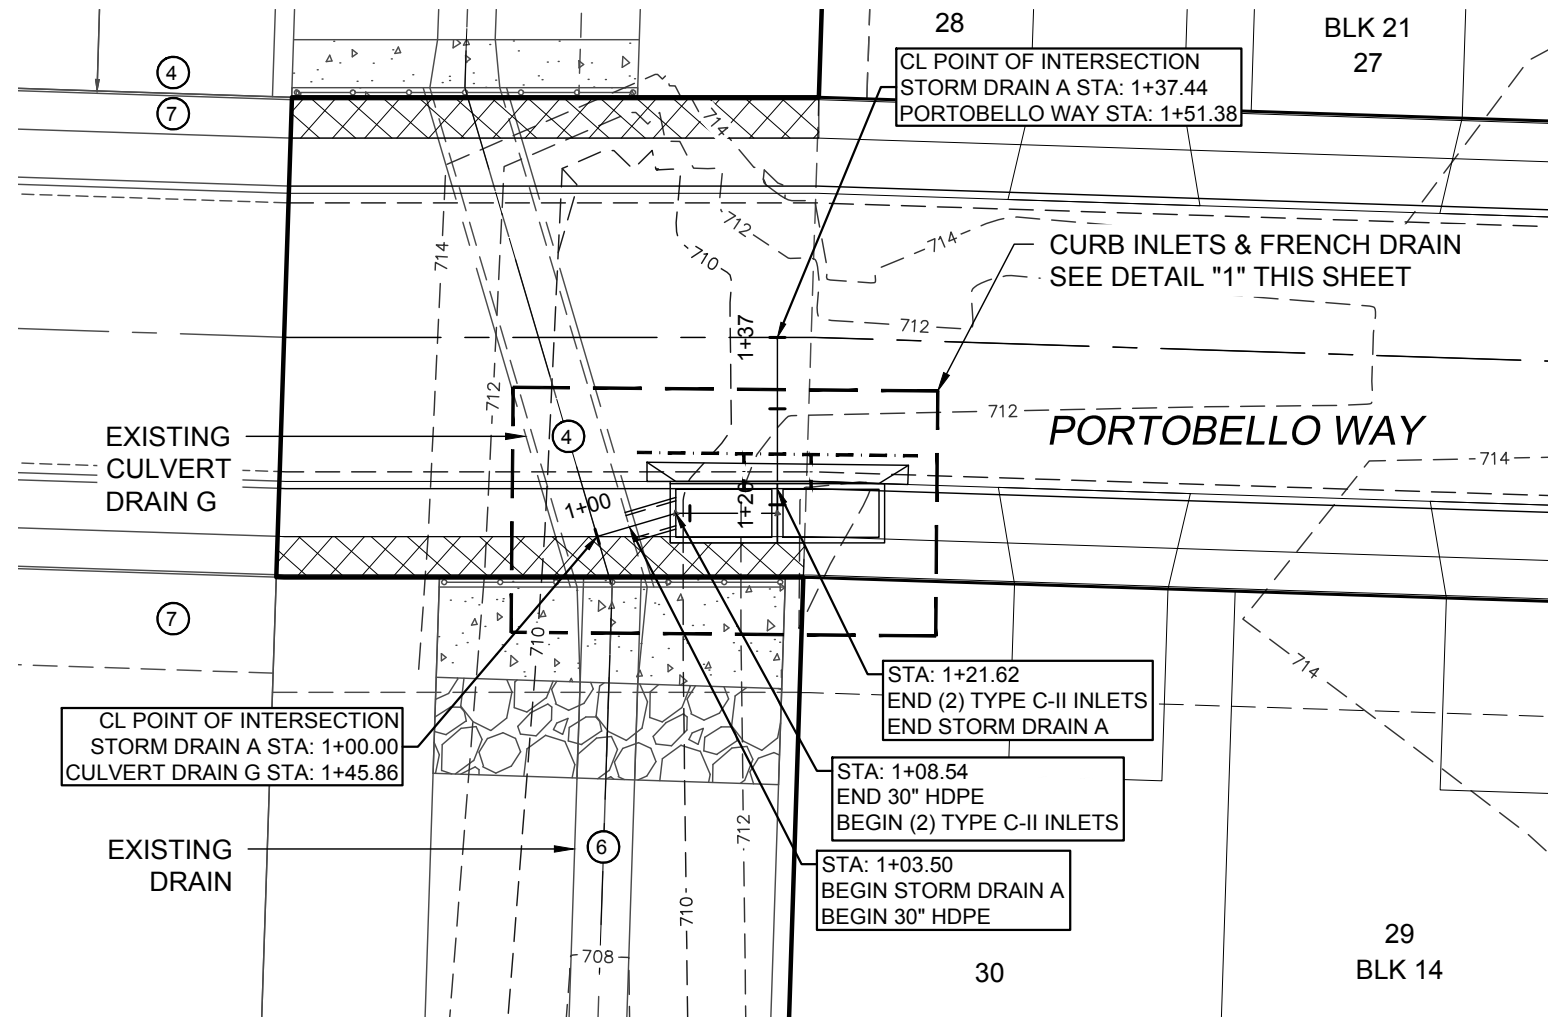 28
BLK 21
27
CL POINT OF INTERSECTION
STORM DRAIN A STA: 1+37.44
PORTOBELLO WAY STA: 1+51.38
4
7
714
712
710
714
714
CURB INLETS & FRENCH DRAIN
SEE DETAIL "1" THIS SHEET
1+37
712
712
712
PORTOBELLO WAY
EXISTING
CULVERT
DRAIN G
4
714
1+00
1+20
7
710
714
STA: 1+21.62
END (2) TYPE C-II INLETS
END STORM DRAIN A
CL POINT OF INTERSECTION
STORM DRAIN A STA: 1+00.00
CULVERT DRAIN G STA: 1+45.86
STA: 1+08.54
END 30" HDPE
BEGIN (2) TYPE C-II INLETS
712
EXISTING
DRAIN
6
STA: 1+03.50
BEGIN STORM DRAIN A
BEGIN 30" HDPE
710
708
30
29
BLK 14